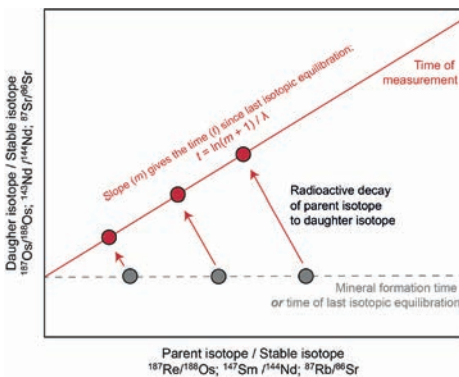 Daugher isotope / Stable isotope
¹⁸⁷Os/¹⁸⁸Os; ¹⁴³Nd /¹⁴⁴Nd; ⁸⁷Sr/⁸⁶Sr
Slope (m) gives the time (t) since last isotopic equilibration:
t = ln(m + 1) / λ
Time of
measurement
Radioactive decay
of parent isotope
to daughter isotope
Mineral formation time
or time of last isotopic equilibration
Parent isotope / Stable isotope
¹⁸⁷Re/¹⁸⁸Os; ¹⁴⁷Sm /¹⁴⁴Nd; ⁸⁷Rb/⁸⁶Sr